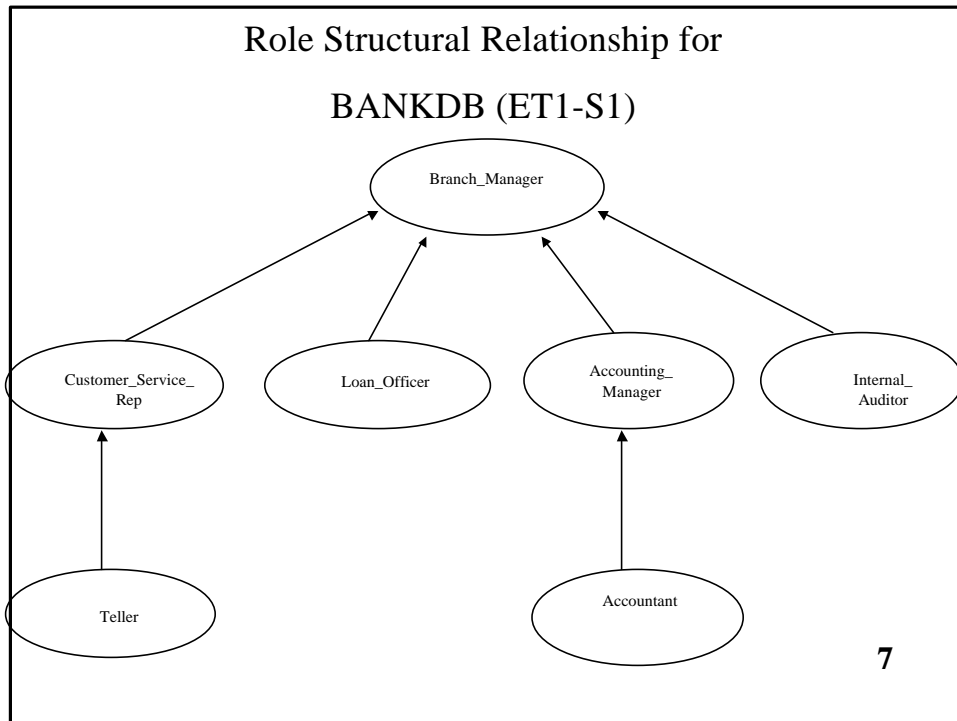 Role Structural Relationship for
BANKDB (ET1-S1)
Branch_Manager
Customer_Service_
Rep
Loan_Officer
Accounting_
Manager
Internal_
Auditor
Teller
Accountant
7